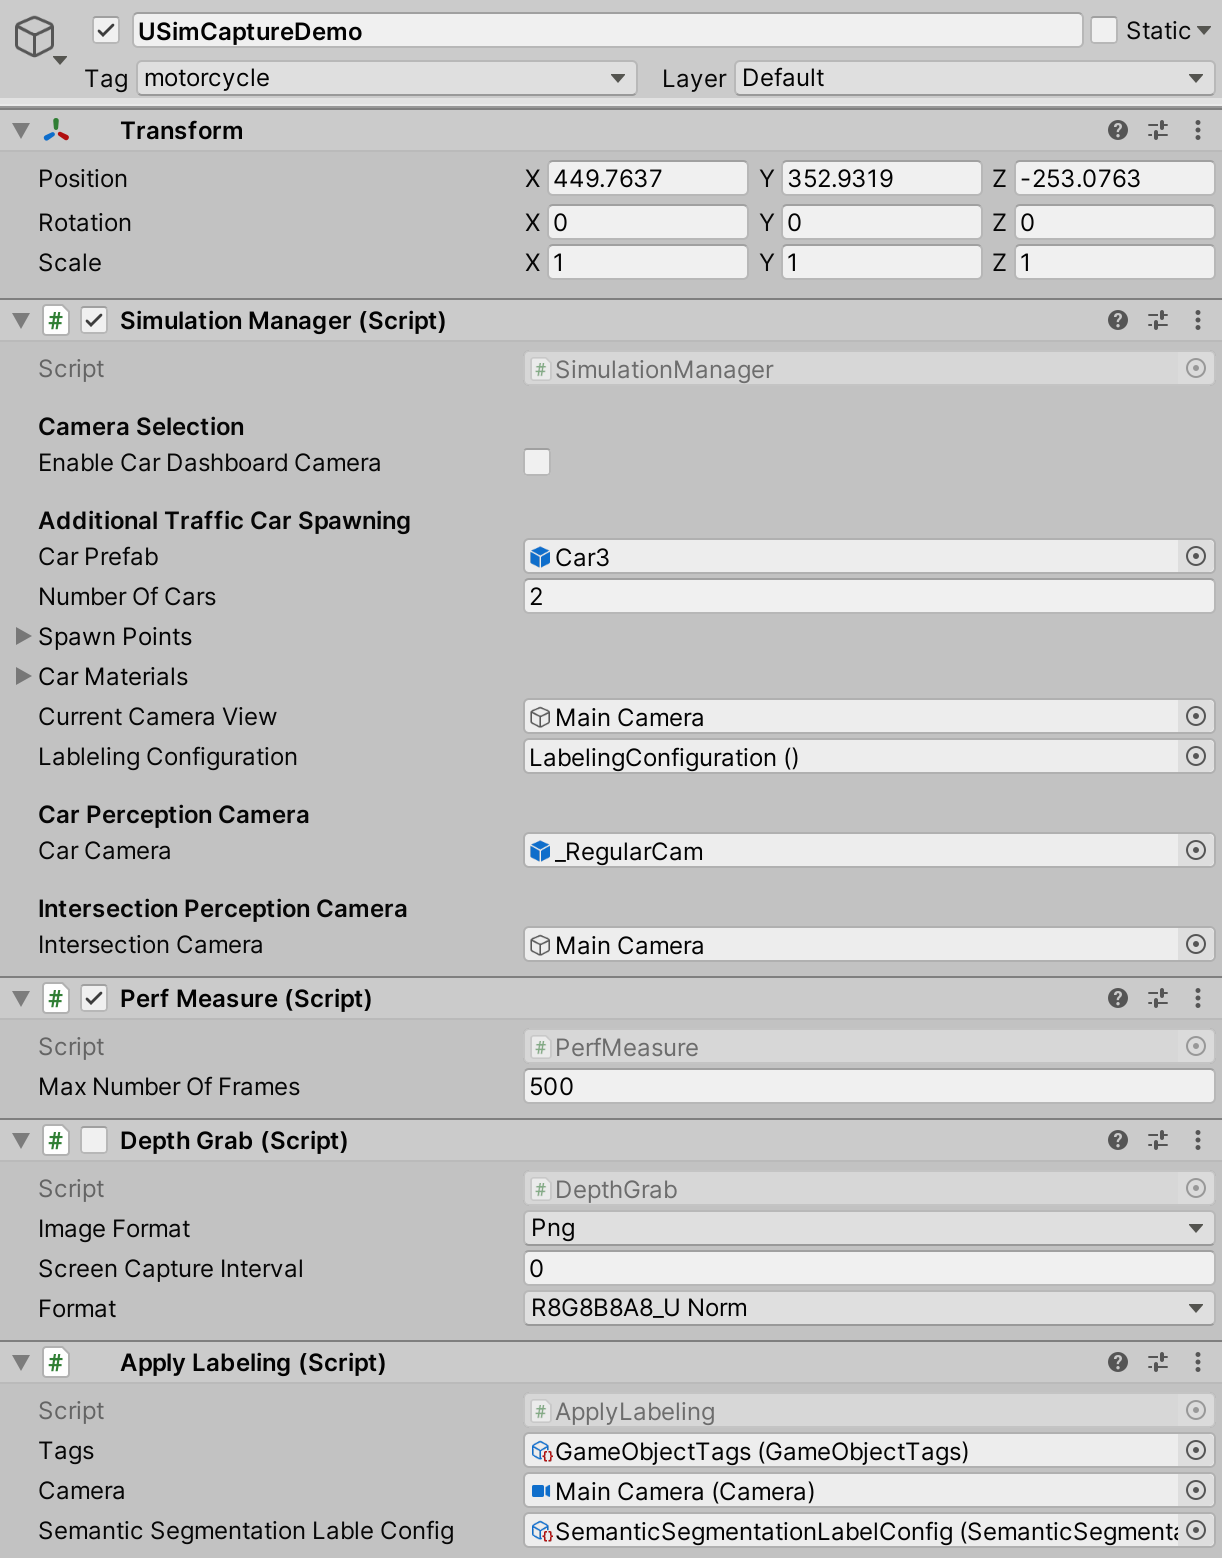 USimCaptureDemo Static
Tag motorcycle Layer Default
Transform
Position X 449.7637 Y 352.9319 Z -253.0763
Rotation X 0 Y 0 Z 0
Scale X 1 Y 1 Z 1
# Simulation Manager (Script)
Script # SimulationManager
Camera Selection
Enable Car Dashboard Camera
Additional Traffic Car Spawning
Car Prefab Car3
Number Of Cars 2
Spawn Points
Car Materials
Current Camera View Main Camera
Lableling Configuration LabelingConfiguration ()
Car Perception Camera
Car Camera _RegularCam
Intersection Perception Camera
Intersection Camera Main Camera
# Perf Measure (Script)
Script # PerfMeasure
Max Number Of Frames 500
# Depth Grab (Script)
Script # DepthGrab
Image Format Png
Screen Capture Interval 0
Format R8G8B8A8_U Norm
# Apply Labeling (Script)
Script # ApplyLabeling
Tags GameObjectTags (GameObjectTags)
Camera Main Camera (Camera)
Semantic Segmentation Lable Config SemanticSegmentationLabelConfig (SemanticSegmenta